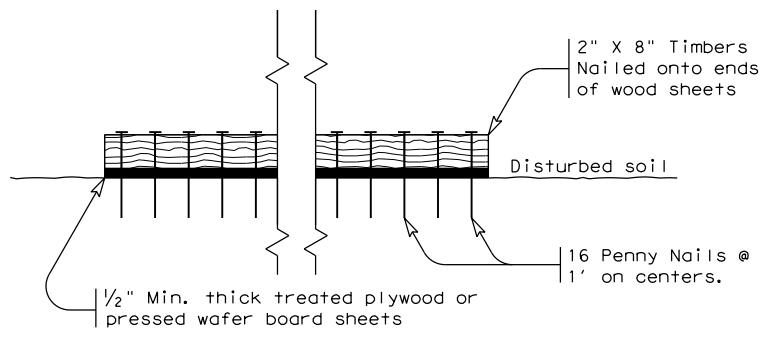 2" X 8" Timbers
Nailed onto ends
of wood sheets
Disturbed soil
16 Penny Nails @
1' on centers.
½" Min. thick treated plywood or
pressed wafer board sheets